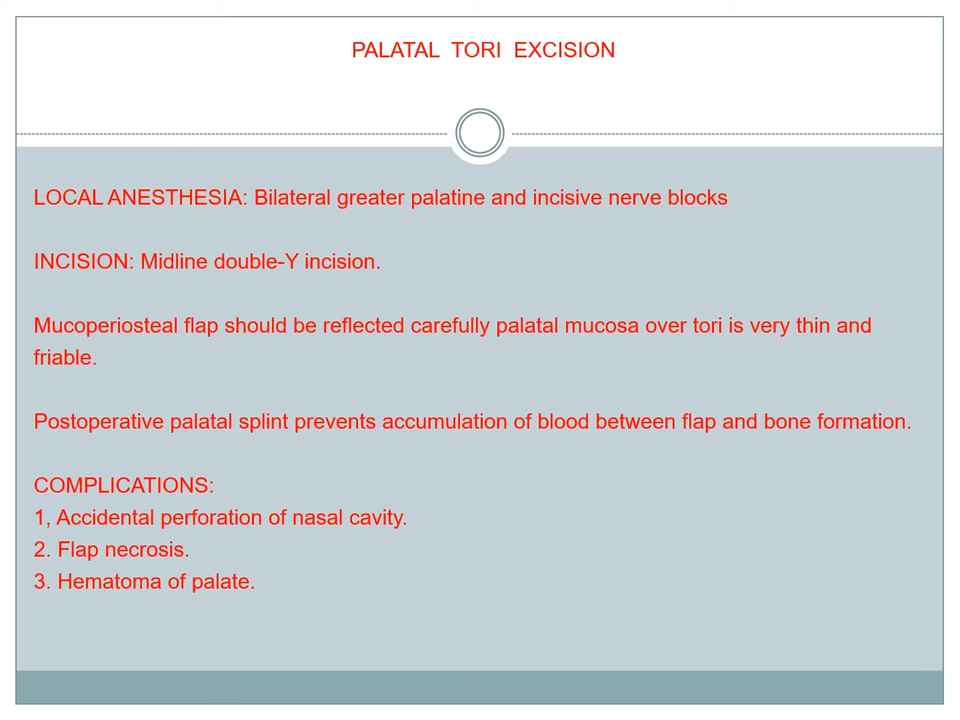 PALATAL TORI EXCISION
LOCAL ANESTHESIA: Bilateral greater palatine and incisive nerve blocks
INCISION: Midline double-Y incision.
Mucoperiosteal flap should be reflected carefully palatal mucosa over tori is very thin and
friable.
Postoperative palatal splint prevents accumulation of blood between flap and bone formation.
COMPLICATIONS:
1, Accidental perforation of nasal cavity.
2. Flap necrosis.
3. Hematoma of palate.